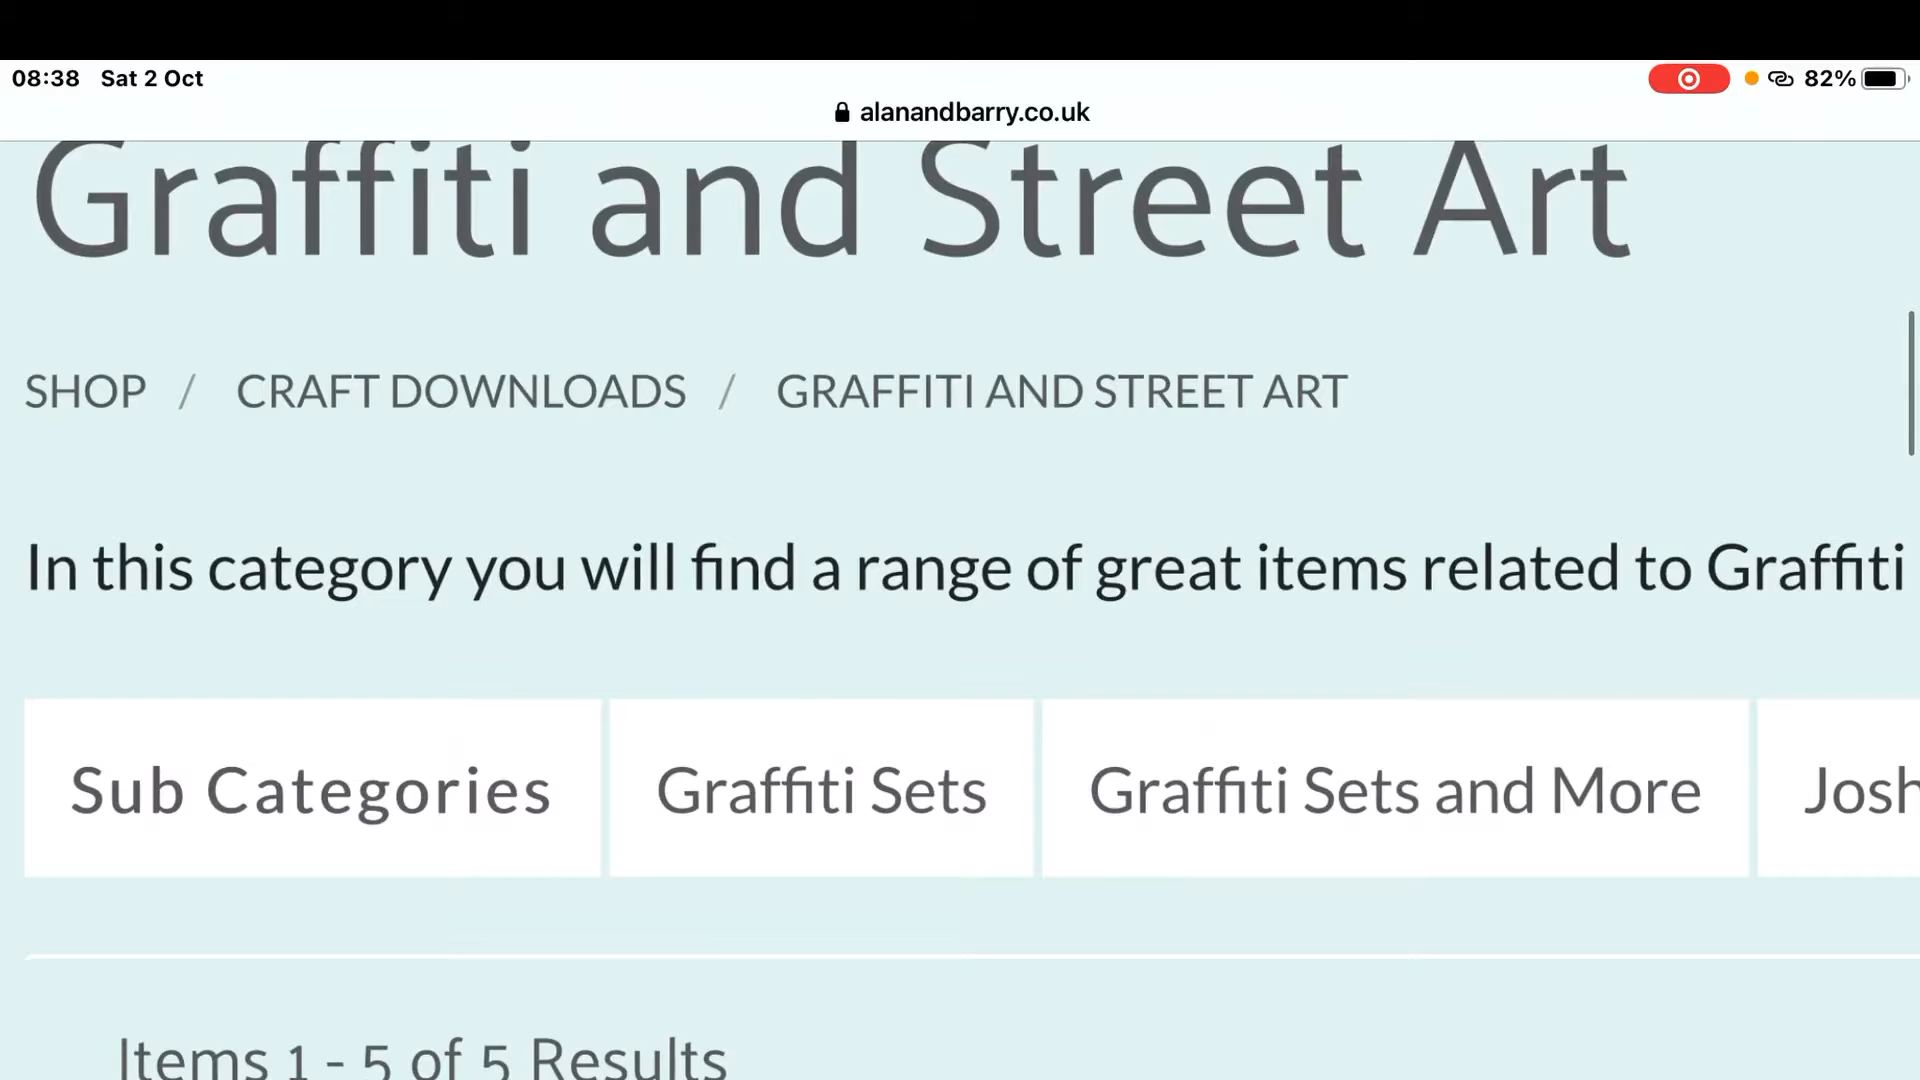 08:38 Sat 2 Oct
82%
alanandbarry.co.uk
Graffiti and Street Art
SHOP / CRAFT DOWNLOADS / GRAFFITI AND STREET ART
In this category you will find a range of great items related to Graffiti
Sub Categories
Graffiti Sets
Graffiti Sets and More
Josh
Items 1 - 5 of 5 Results